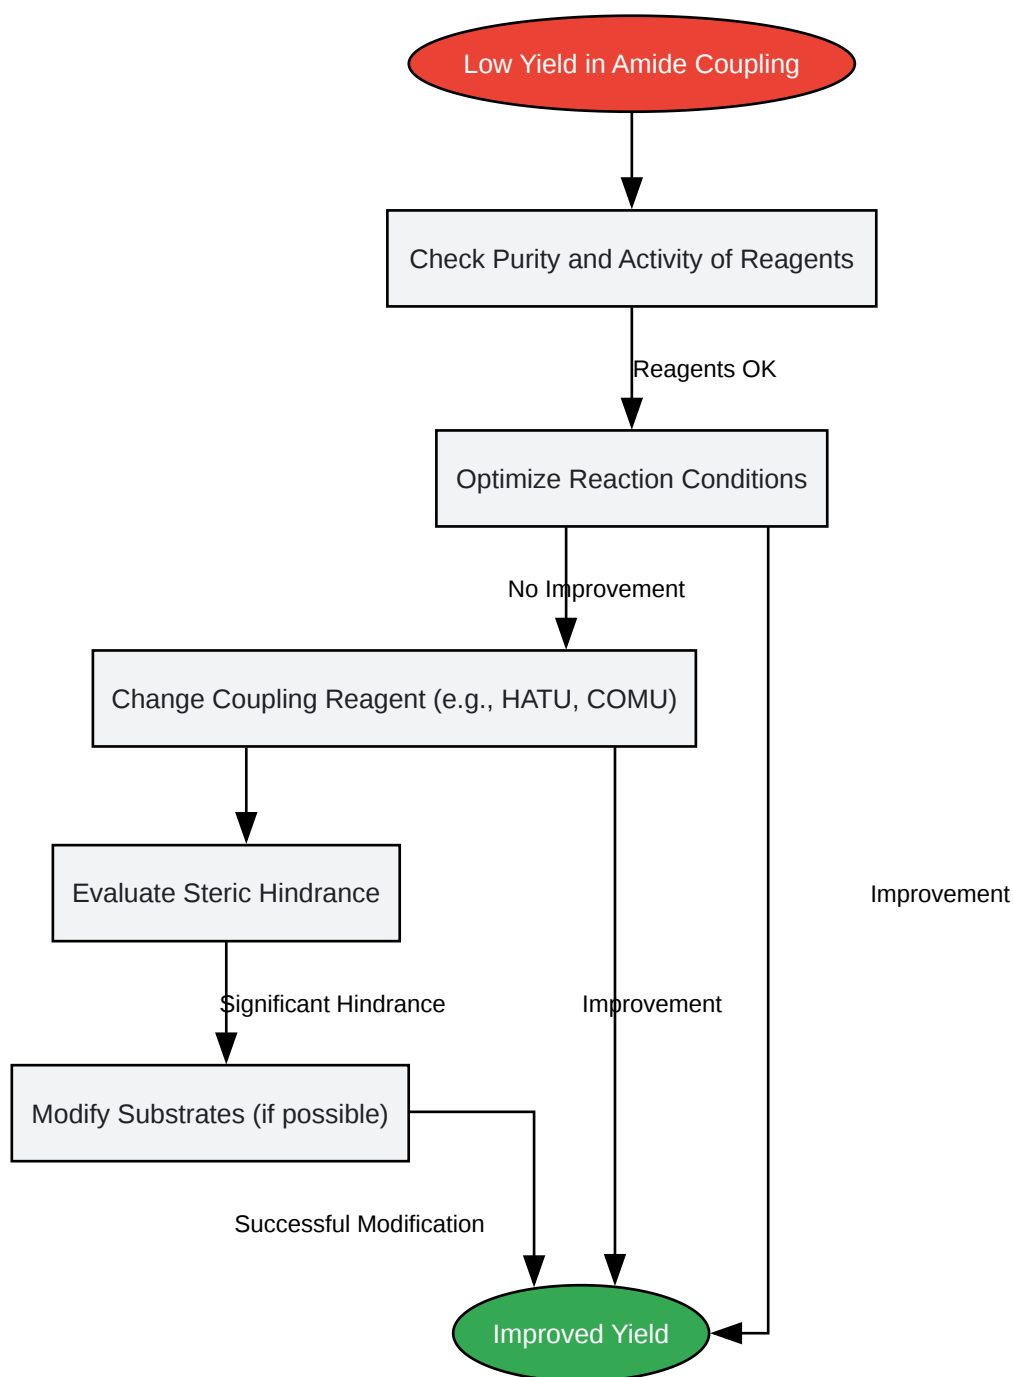 Low Yield in Amide Coupling
Check Purity and Activity of Reagents
Reagents OK
Optimize Reaction Conditions
No Improvement
Change Coupling Reagent (e.g., HATU, COMU)
Evaluate Steric Hindrance
Improvement
Significant Hindrance
Improvement
Modify Substrates (if possible)
Successful Modification
Improved Yield